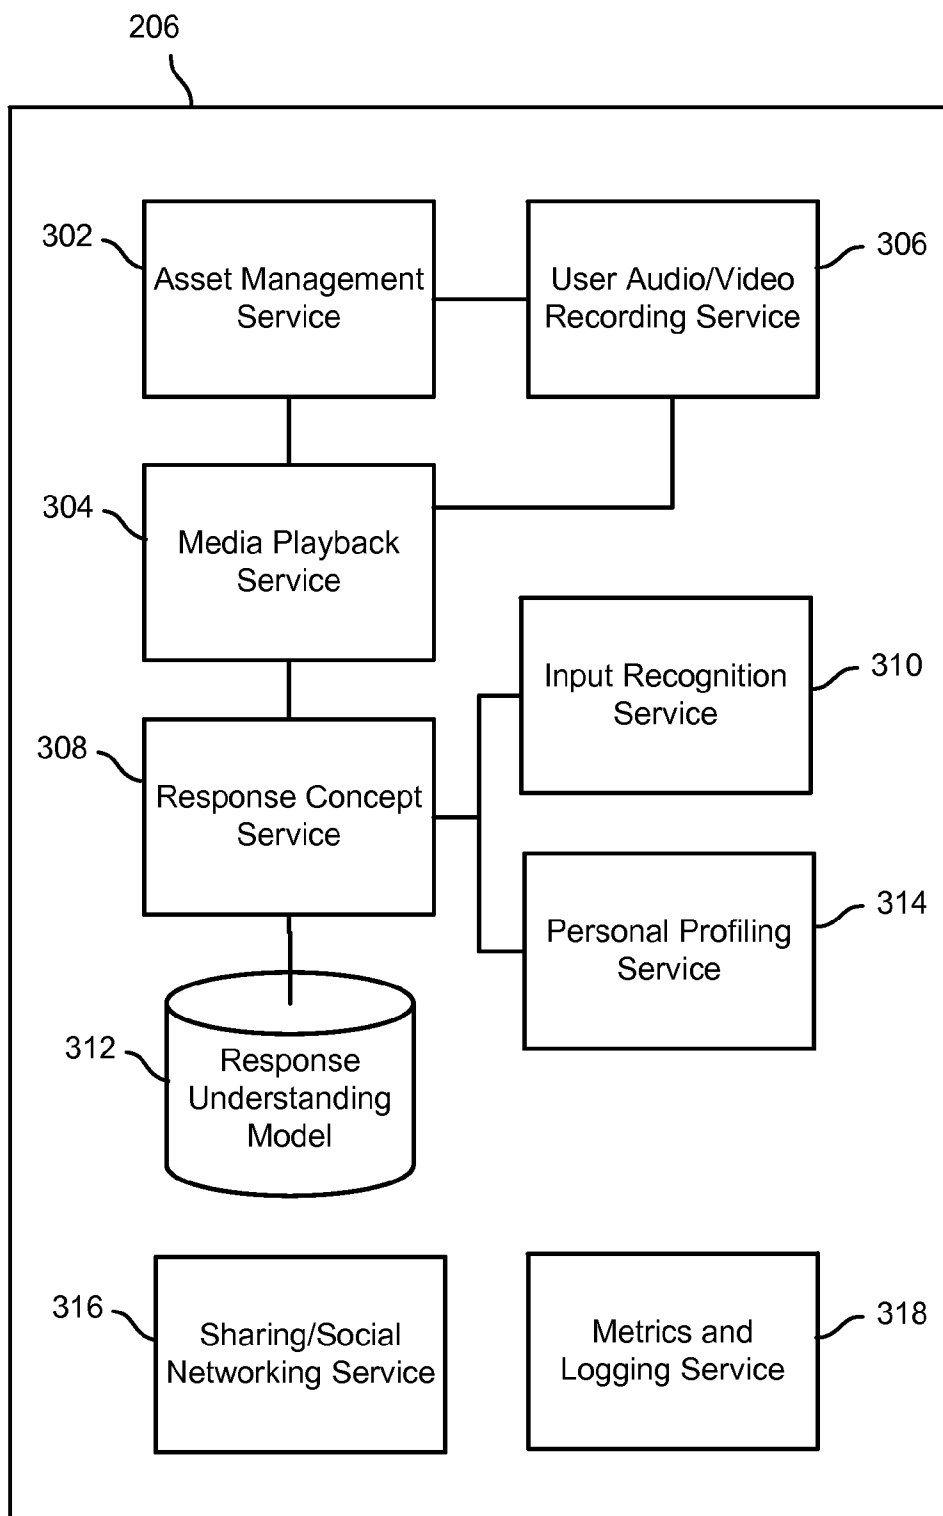 206
302
Asset Management
Service
User Audio/Video
Recording Service
306
304
Media Playback
Service
Input Recognition
Service
310
308
Response Concept
Service
Personal Profiling
Service
314
312
Response
Understanding
Model
316
Sharing/Social
Networking Service
Metrics and
Logging Service
318